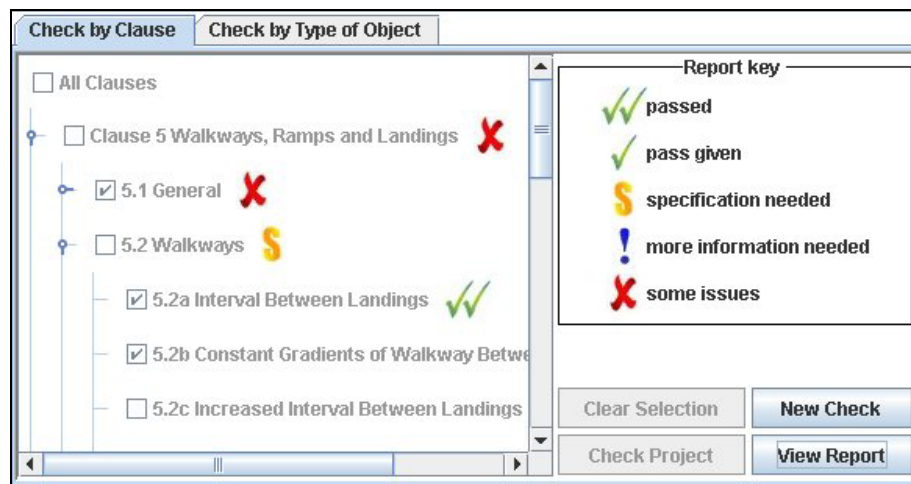 Check by Clause
Check by Type of Object
All Clauses
Clause 5 Walkways, Ramps and Landings
5.1 General
5.2 Walkways
5.2a Interval Between Landings
5.2b Constant Gradients of Walkway Betwe
5.2c Increased Interval Between Landings
Report key
passed
pass given
specification needed
more information needed
some issues
Clear Selection
New Check
Check Project
View Report